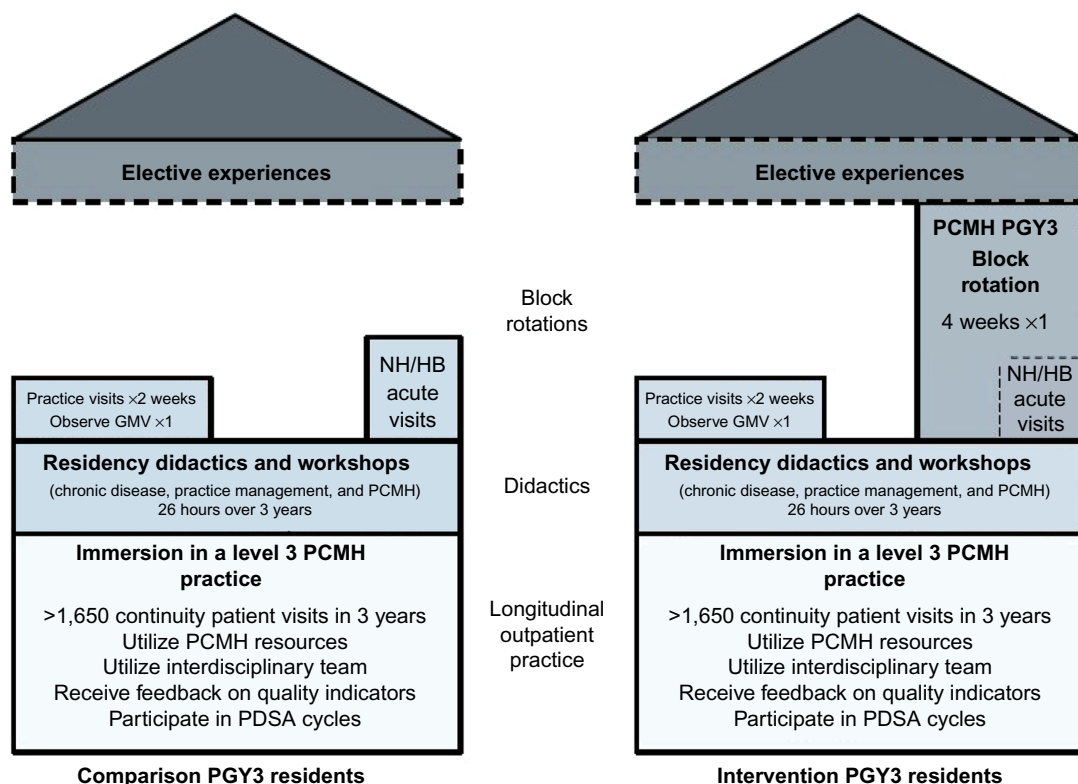 Elective experiences
NH/HB
acute
visits
Practice visits ×2 weeks
Observe GMV ×1
Residency didactics and workshops
(chronic disease, practice management, and PCMH)
26 hours over 3 years
Immersion in a level 3 PCMH
practice
>1,650 continuity patient visits in 3 years
Utilize PCMH resources
Utilize interdisciplinary team
Receive feedback on quality indicators
Participate in PDSA cycles
Comparison PGY3 residents
Block
rotations
Didactics
Longitudinal
outpatient
practice
Elective experiences
PCMH PGY3
Block
rotation
4 weeks ×1
NH/HB
acute
visits
Practice visits ×2 weeks
Observe GMV ×1
Residency didactics and workshops
(chronic disease, practice management, and PCMH)
26 hours over 3 years
Immersion in a level 3 PCMH
practice
>1,650 continuity patient visits in 3 years
Utilize PCMH resources
Utilize interdisciplinary team
Receive feedback on quality indicators
Participate in PDSA cycles
Intervention PGY3 residents